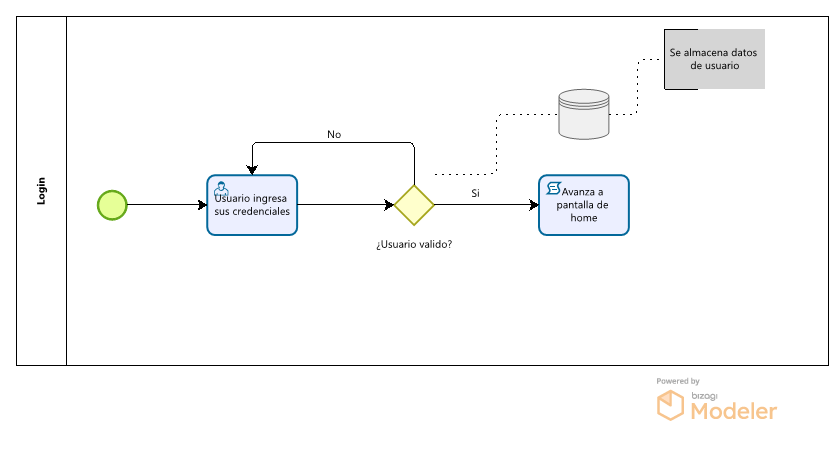 Se almacena datos
de usuario
No
Login
Usuario ingresa
sus credenciales
Si
Avanza a
pantalla de
home
¿Usuario valido?
Powered by
bizagi
Modeler